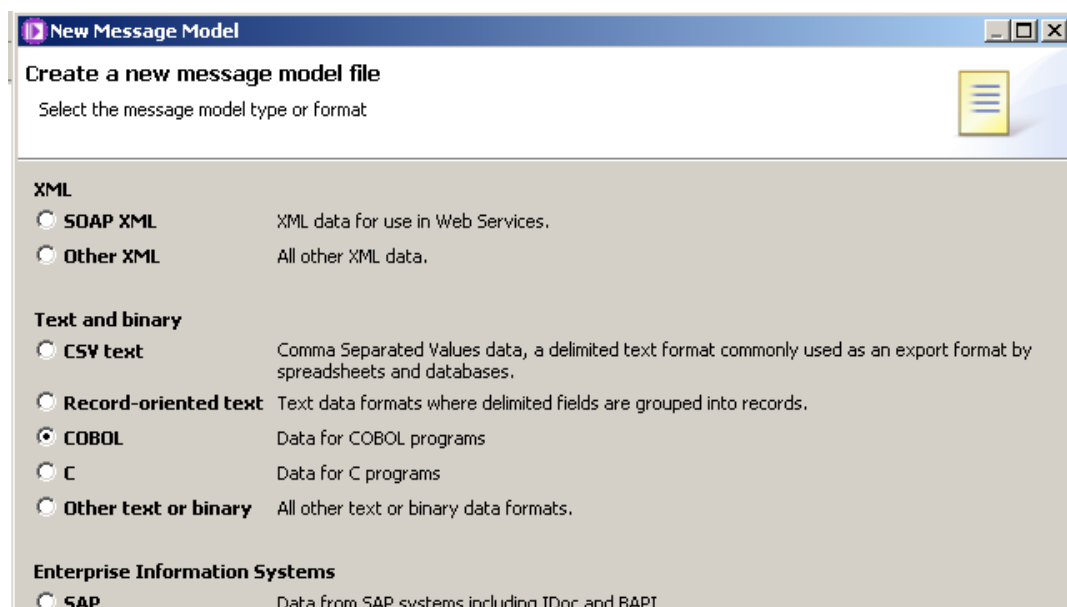 New Message Model
Create a new message model file
Select the message model type or format
XML
SOAP XML XML data for use in Web Services.
Other XML All other XML data.
Text and binary
CSV text Comma Separated Values data, a delimited text format commonly used as an export format by
spreadsheets and databases.
Record-oriented text Text data formats where delimited fields are grouped into records.
COBOL Data for COBOL programs
C Data for C programs
Other text or binary All other text or binary data formats.
Enterprise Information Systems
SAP Data from SAP systems including IDoc and BAPI